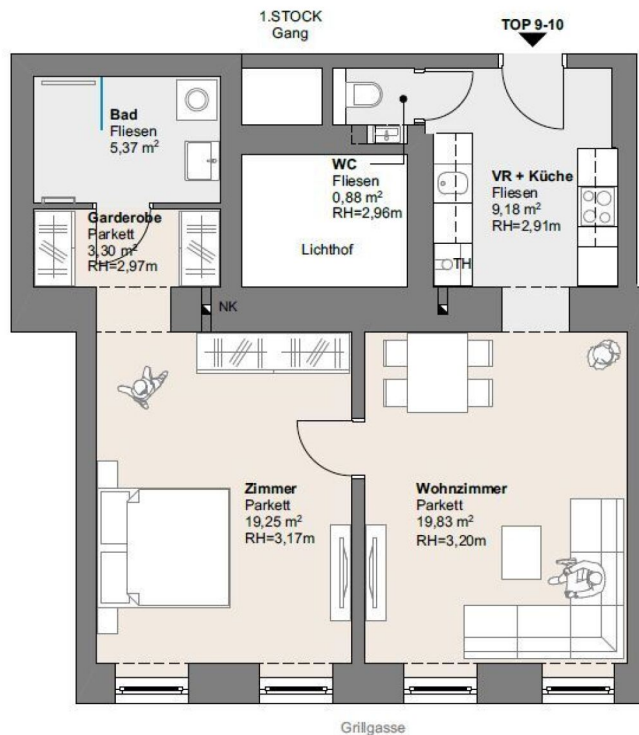 1.STOCK
Gang
TOP 9-10
Bad
Fliesen
5,37 m²
WC
Fliesen
0,88 m²
RH=2,96m
VR + Küche
Fliesen
9,18 m²
RH=2,91m
Garderobe
Parkett
3,30 m²
RH=2,97m
Lichthof
TH
NK
Zimmer
Parkett
19,25 m²
RH=3,17m
Wohnzimmer
Parkett
19,83 m²
RH=3,20m
Grillgasse